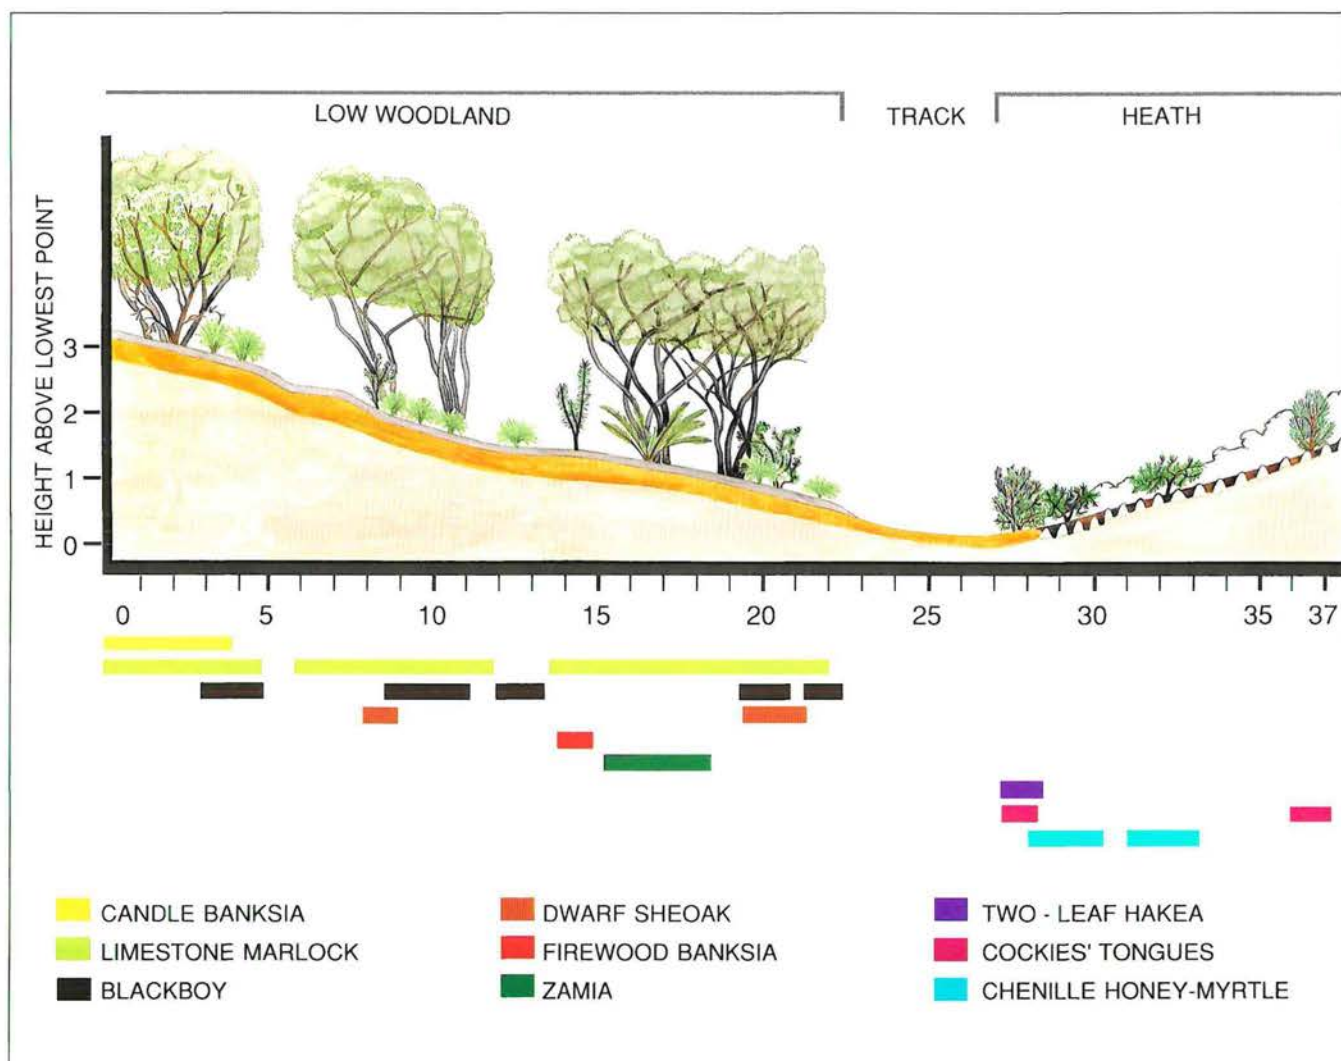 LOW WOODLAND TRACK HEATH
HEIGHT ABOVE LOWEST POINT
3
2
1
0
0 5 10 15 20 25 30 35 37
CANDLE BANKSIA DWARF SHEOAK TWO - LEAF HAKEA
LIMESTONE MARLOCK FIREWOOD BANKSIA COCKIES' TONGUES
BLACKBOY ZAMIA CHENILLE HONEY-MYRTLE